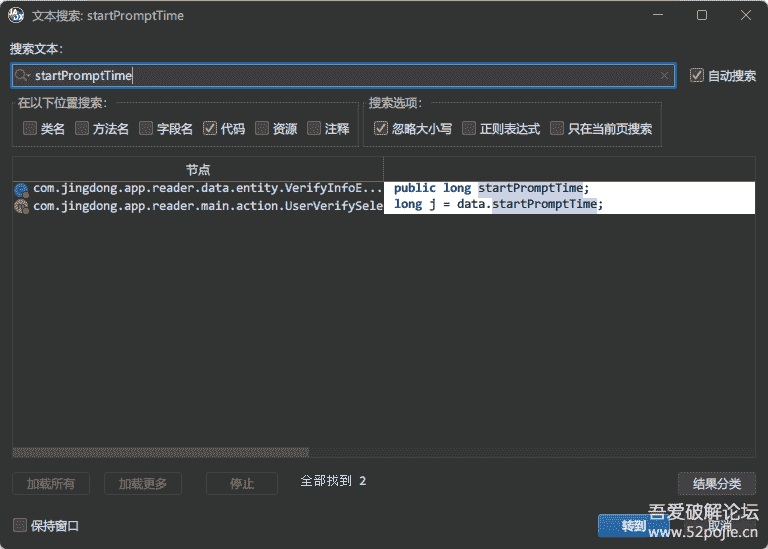 文本搜索: startPromptTime
搜索文本:
startPromptTime
自动搜索
在以下位置搜索:
类名 方法名 字段名 代码 资源 注释
搜索选项:
忽略大小写 正则表达式 只在当前页搜索
节点
com.jingdong.app.reader.data.entity.VerifyInfoE... public long startPromptTime;
com.jingdong.app.reader.main.action.UserVerifySele long j = data.startPromptTime;
加载所有 加载更多 停止 全部找到 2 结果分类
保持窗口 转到 取消
吾爱破解论坛
www.52pojie.cn